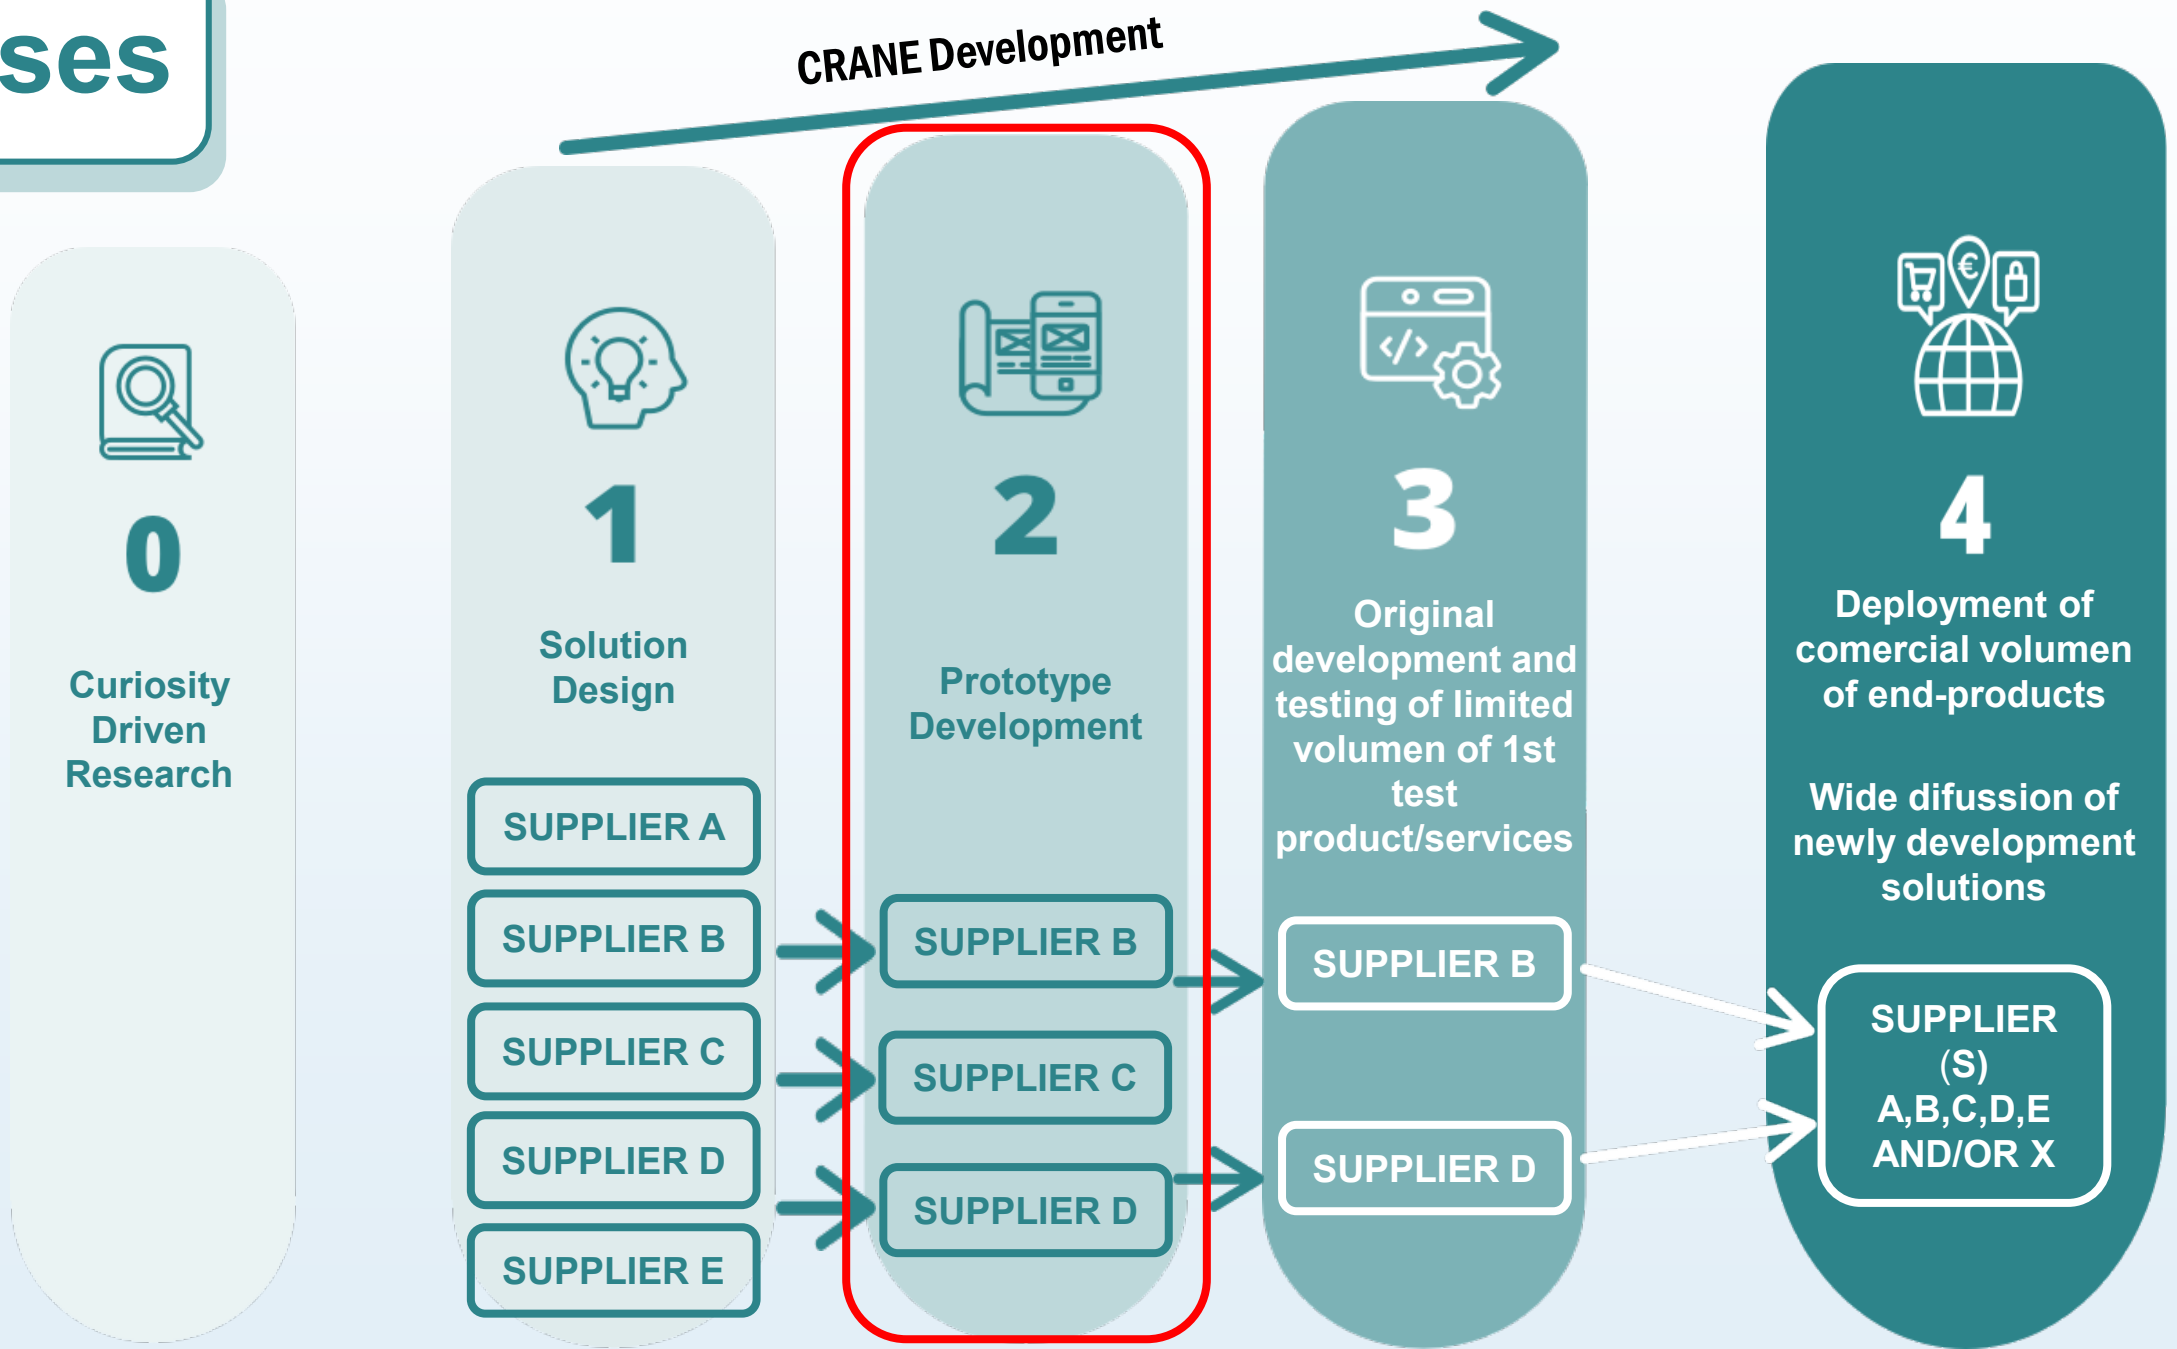 ses
CRANE Development
0
Curiosity
Driven
Research
1
Solution
Design
SUPPLIER A
SUPPLIER B
SUPPLIER C
SUPPLIER D
SUPPLIER E
2
Prototype
Development
SUPPLIER B
SUPPLIER C
SUPPLIER D
</>
3
Original
development and
testing of limited
volumen of 1st
test
product/services
SUPPLIER B
SUPPLIER D
€
4
Deployment of
comercial volumen
of end-products
Wide difussion of
newly development
solutions
SUPPLIER
(S)
A,B,C,D,E
AND/OR X